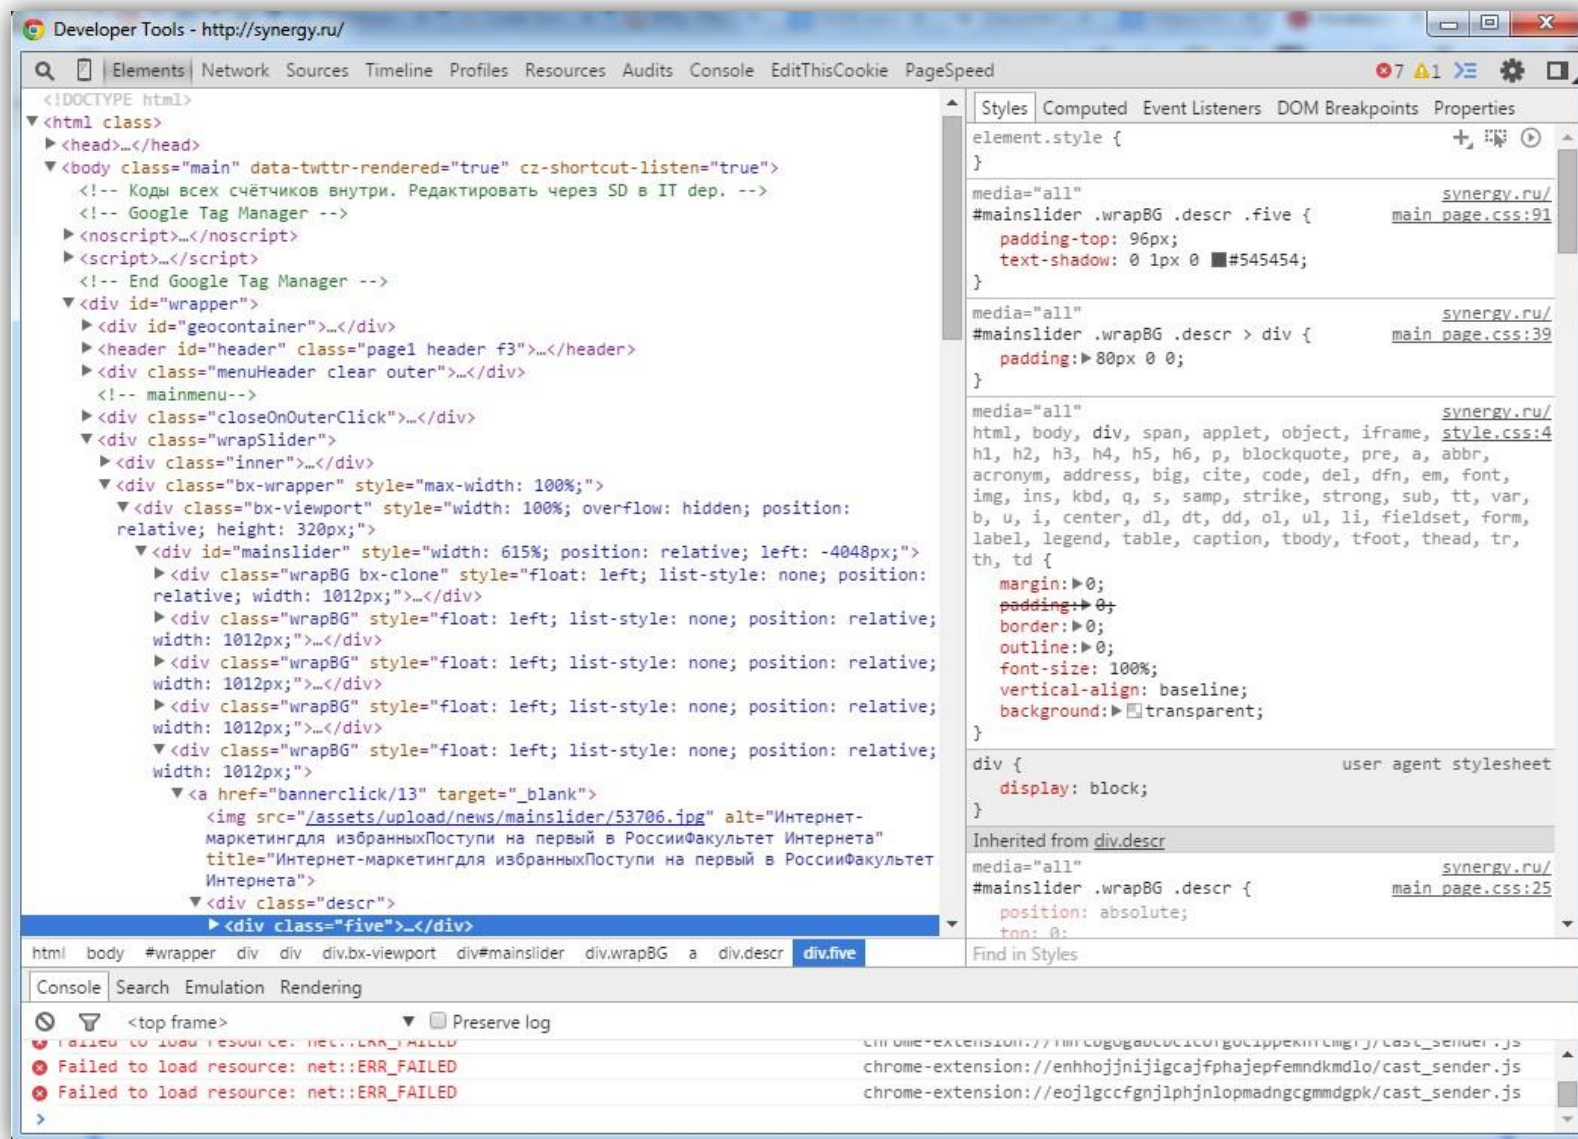 Developer Tools - http://synergy.ru/
Elements Network Sources Timeline Profiles Resources Audits Console EditThisCookie PageSpeed 7 1
<!DOCTYPE html>
<html class>
<head>…</head>
<body class="main" data-twttr-rendered="true" cz-shortcut-listen="true">
<!-- Коды всех счётчиков внутри. Редактировать через SD в IT dep. -->
<!-- Google Tag Manager -->
<noscript>…</noscript>
<script>…</script>
<!-- End Google Tag Manager -->
<div id="wrapper">
<div id="geocontainer">…</div>
<header id="header" class="page1 header f3">…</header>
<div class="menuHeader clear outer">…</div>
<!-- mainmenu-->
<div class="closeOnOuterClick">…</div>
<div class="wrapSlider">
<div class="inner">…</div>
<div class="bx-wrapper" style="max-width: 100%;">
<div class="bx-viewport" style="width: 100%; overflow: hidden; position:
relative; height: 320px;">
<div id="mainslider" style="width: 615%; position: relative; left: -4048px;">
<div class="wrapBG bx-clone" style="float: left; list-style: none; position:
relative; width: 1012px;">…</div>
<div class="wrapBG" style="float: left; list-style: none; position: relative;
width: 1012px;">…</div>
<div class="wrapBG" style="float: left; list-style: none; position: relative;
width: 1012px;">…</div>
<div class="wrapBG" style="float: left; list-style: none; position: relative;
width: 1012px;">…</div>
<div class="wrapBG" style="float: left; list-style: none; position: relative;
width: 1012px;">
<a href="bannerclick/13" target="_blank">
<img src="/assets/upload/news/mainslider/53706.jpg" alt="Интернет-
маркетингдля избранныхПоступи на первый в РоссииФакультет Интернета"
title="Интернет-маркетингдля избранныхПоступи на первый в РоссииФакультет
Интернета">
<div class="descr">
<div class="five">…</div>
html body #wrapper div div div.bx-viewport div#mainslider div.wrapBG a div.descr div.five
Styles Computed Event Listeners DOM Breakpoints Properties
element.style {
}
media="all" synergy.ru/
#mainslider .wrapBG .descr .five { main_page.css:91
padding-top: 96px;
text-shadow: 0 1px 0 #545454;
}
media="all" synergy.ru/
#mainslider .wrapBG .descr > div { main_page.css:39
padding: 80px 0 0;
}
media="all" synergy.ru/
html, body, div, span, applet, object, iframe, style.css:4
h1, h2, h3, h4, h5, h6, p, blockquote, pre, a, abbr,
acronym, address, big, cite, code, del, dfn, em, font,
img, ins, kbd, q, s, samp, strike, strong, sub, tt, var,
b, u, i, center, dl, dt, dd, ol, ul, li, fieldset, form,
label, legend, table, caption, tbody, tfoot, thead, tr,
th, td {
margin: 0;
padding: 0;
border: 0;
outline: 0;
font-size: 100%;
vertical-align: baseline;
background: transparent;
}
div { user agent stylesheet
display: block;
}
Inherited from div.descr
media="all" synergy.ru/
#mainslider .wrapBG .descr { main_page.css:25
position: absolute;
top: 0;
Find in Styles
Console Search Emulation Rendering
<top frame> Preserve log
Failed to load resource: net::ERR_FAILED
Failed to load resource: net::ERR_FAILED chrome-extension://enhhojjnijigcajfphajepfemndkmdlo/cast_sender.js
Failed to load resource: net::ERR_FAILED chrome-extension://eojlgccfgnjlphjnlopmadngcgmmdgpk/cast_sender.js
>